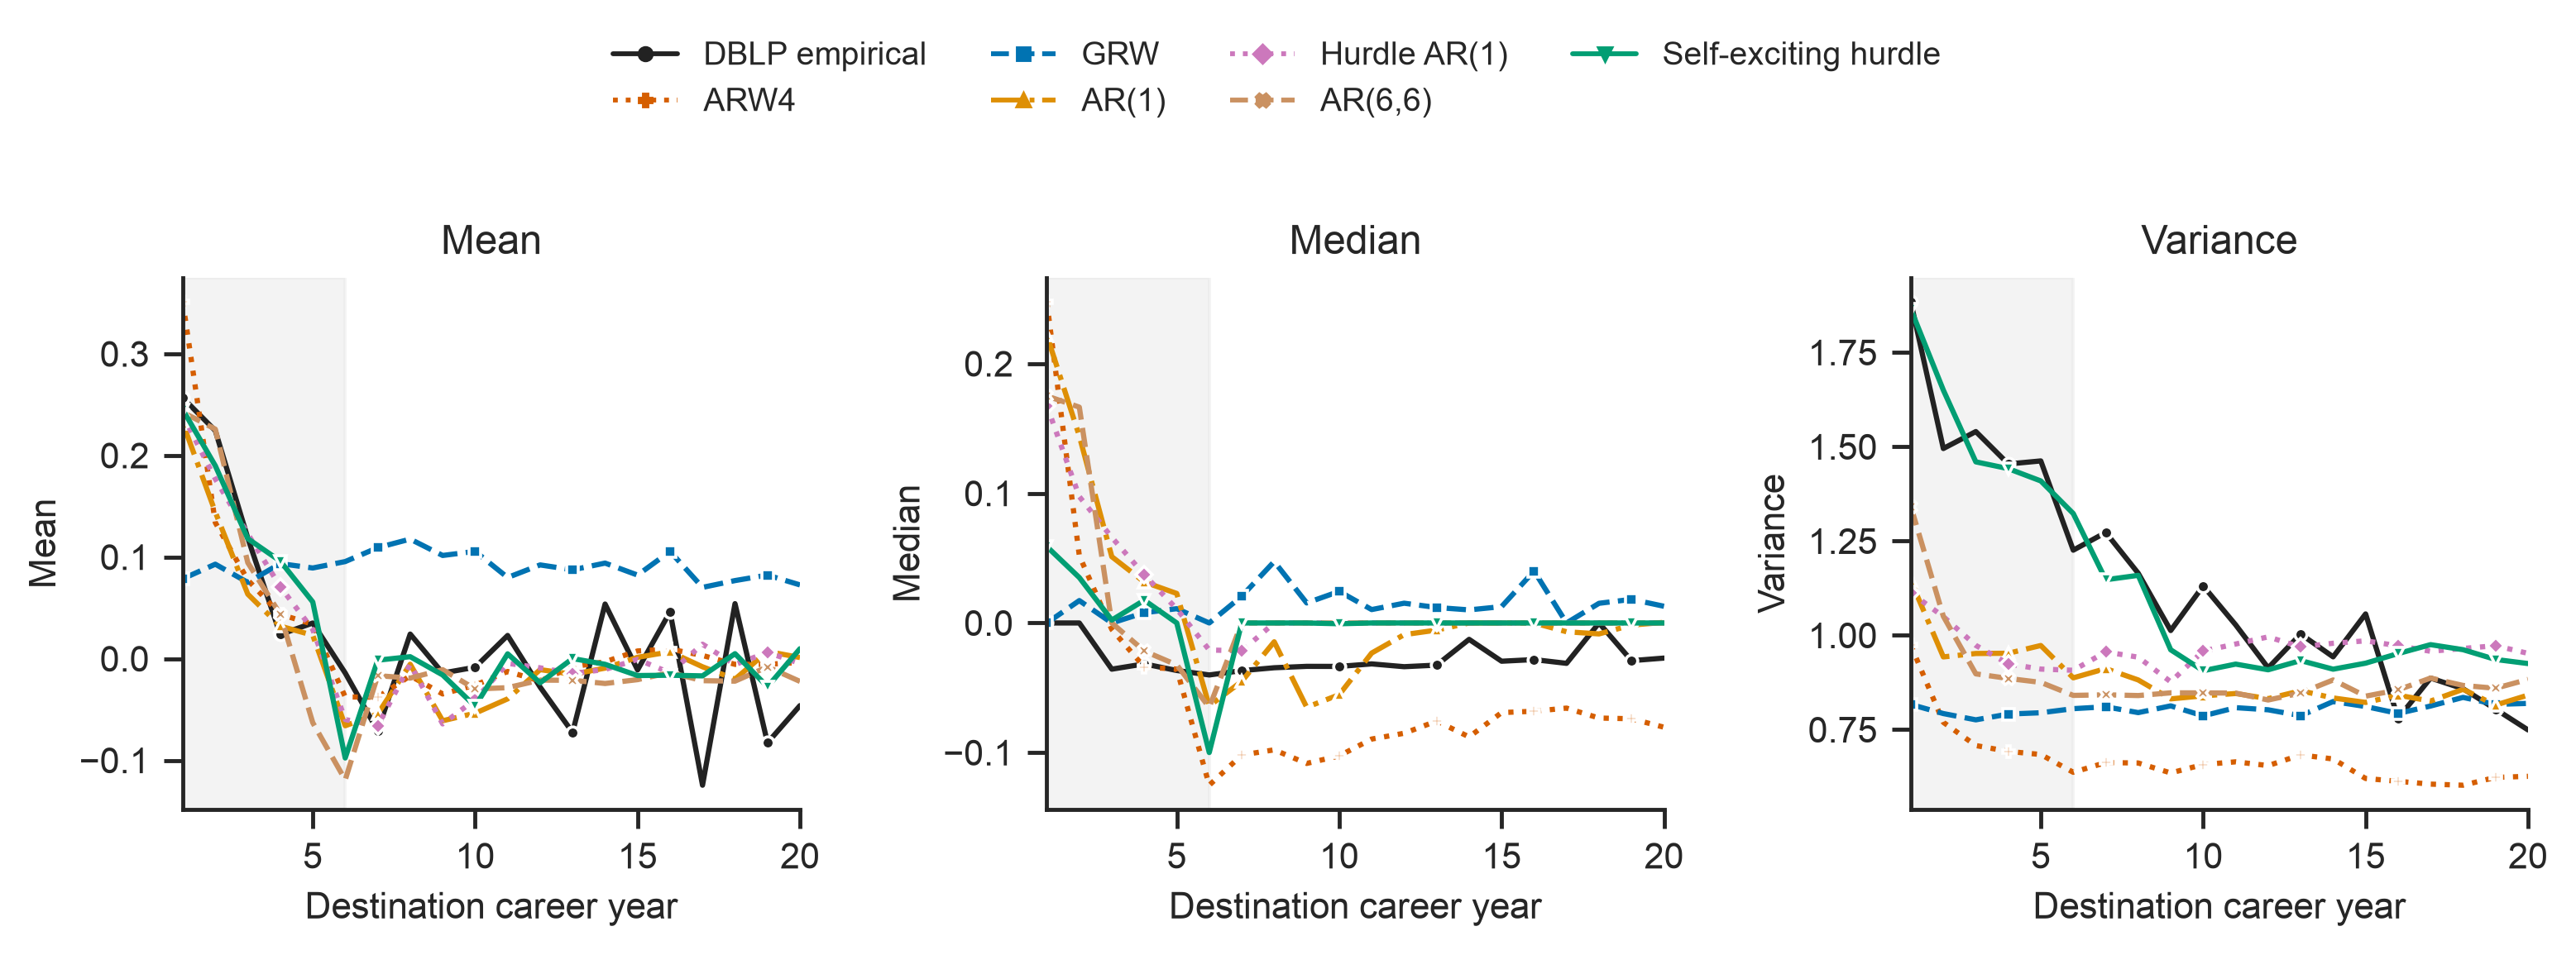 DBLP empirical
GRW
Hurdle AR(1)
Self-exciting hurdle
ARW4
AR(1)
AR(6,6)
Mean
Median
Variance
Mean
0.3
0.2
0.1
0.0
−0.1
5
10
15
20
Destination career year
Median
0.2
0.1
0.0
−0.1
5
10
15
20
Destination career year
Variance
1.75
1.50
1.25
1.00
0.75
5
10
15
20
Destination career year